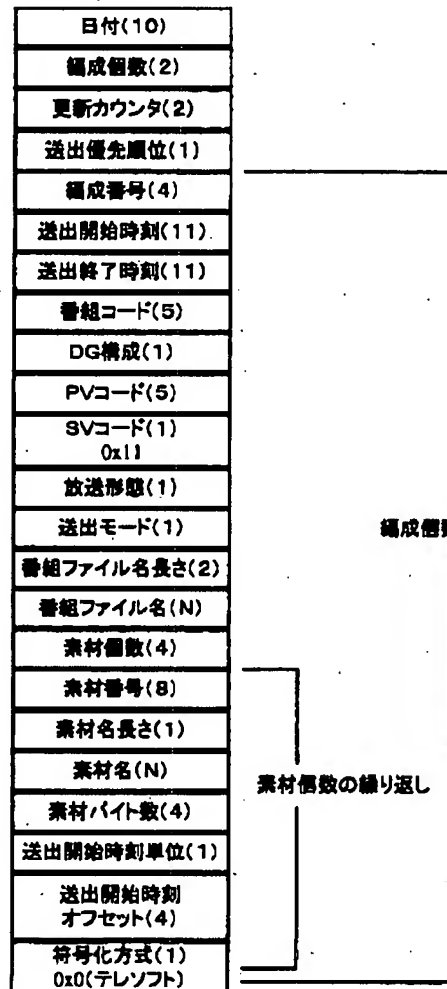 日付(10)
編成個数(2)
更新カウンタ(2)
送出優先順位(1)
編成番号(4)
送出開始時刻(11)
送出終了時刻(11)
番組コード(5)
DG構成(1)
PVコード(5)
SVコード(1)
0x11
放送形態(1)
送出モード(1)
編成個数
番組ファイル名長さ(2)
番組ファイル名(N)
素材個数(4)
素材番号(8)
素材名長さ(1)
素材名(N)
素材個数の繰り返し
素材バイト数(4)
送出開始時刻単位(1)
送出開始時刻
オフセット(4)
符号化方式(1)
0x0(テレソフト)